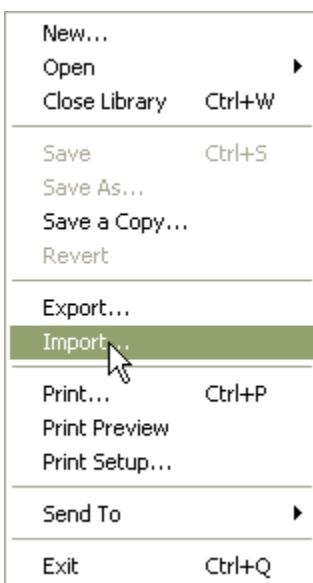 New...
Open
Close Library Ctrl+W
Save Ctrl+S
Save As...
Save a Copy...
Revert
Export...
Import...
Print... Ctrl+P
Print Preview
Print Setup...
Send To
Exit Ctrl+Q